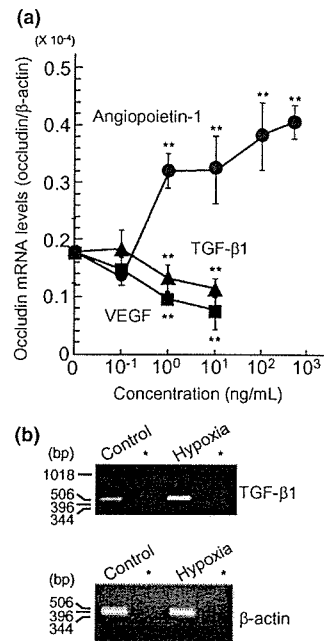 (a)
(X 10-4)
0.5
0.4
0.3
0.2
0.1
0
Occludin mRNA levels (occludin/β-actin)
Angiopoietin-1
**
**
**
**
TGF-β1
**
**
VEGF
**
**
0 10-1 10⁰ 10¹ 10² 10³
Concentration (ng/mL)
(b)
(bp) Control * Hypoxia *
1018
506
396
344
TGF-β1
Control * Hypoxia *
506
396
344
β-actin